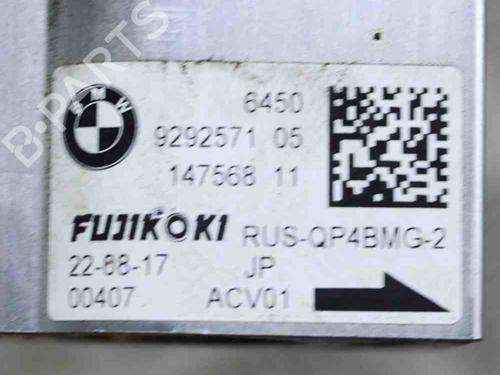 B-PARTS
BMW
6450
9292571 05
147568 11
FUJIKOKI RUS-QP4BMG-2
22-08-17 JP
00407 ACV01